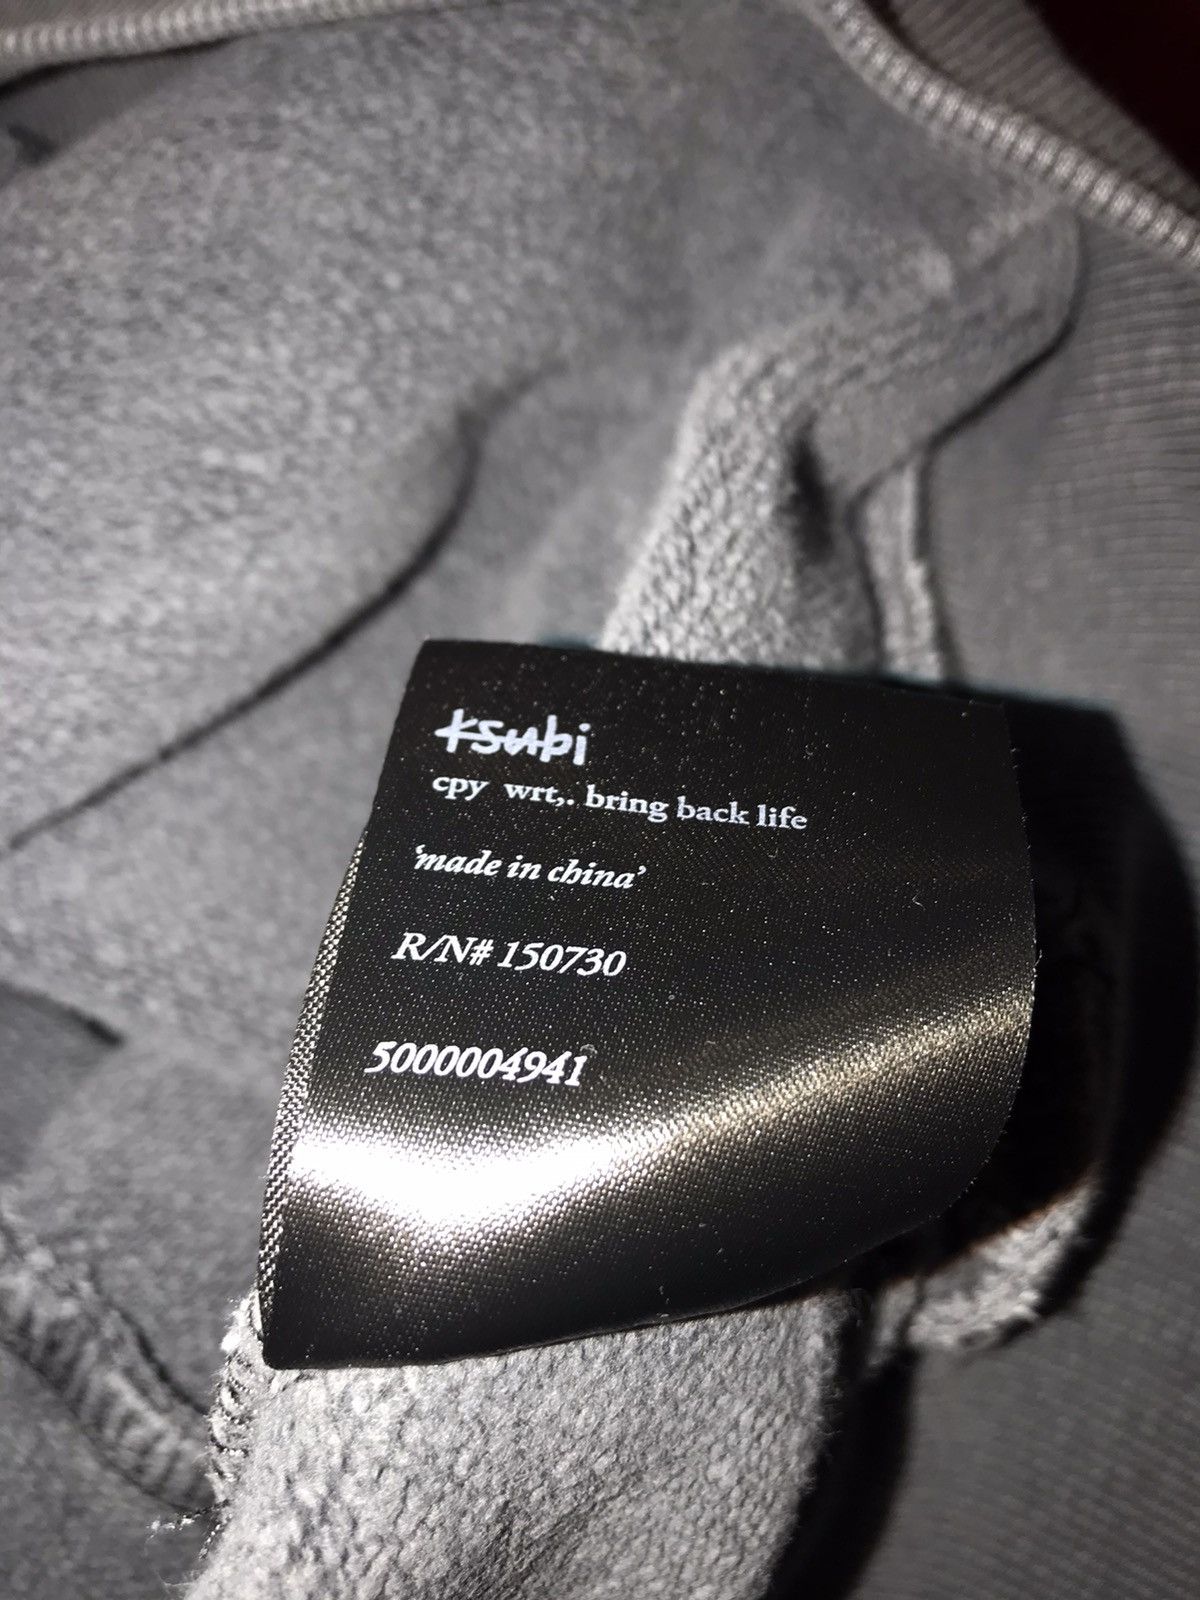 ksubi
cpy wrt,. bring back life
'made in china'
R/N# 150730
5000004941